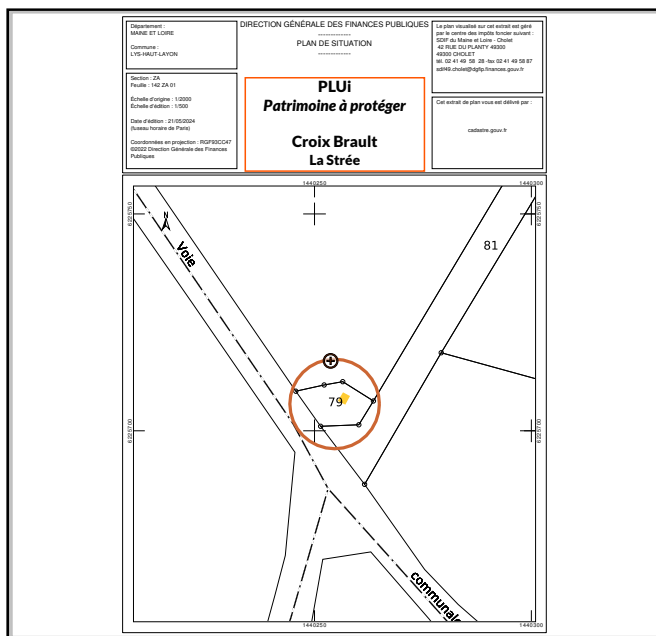 Département :
MAINE ET LOIRE
Commune :
LYS-HAUT-LAYON
Section : ZA
Feuille : 142 ZA 01
Échelle d'origine : 1/2000
Échelle d'édition : 1/500
Date d'édition : 21/05/2024
(fuseau horaire de Paris)
Coordonnées en projection : RGF93CC47
©2022 Direction Générale des Finances
Publiques
DIRECTION GÉNÉRALE DES FINANCES PUBLIQUES
-------------
PLAN DE SITUATION
-------------
PLUi
Patrimoine à protéger
Croix Brault
La Strée
Le plan visualisé sur cet extrait est géré
par le centre des impôts foncier suivant :
SDIF du Maine et Loire - Cholet
42 RUE DU PLANTY 49300
49300 CHOLET
tél. 02 41 49 58 28 -fax 02 41 49 58 87
sdif49.cholet@dgfip.finances.gouv.fr
Cet extrait de plan vous est délivré par :
cadastre.gouv.fr
1440250
1440300
6225750
6225750
N
Voie
81
79
6225700
6225700
communale
1440250
1440300